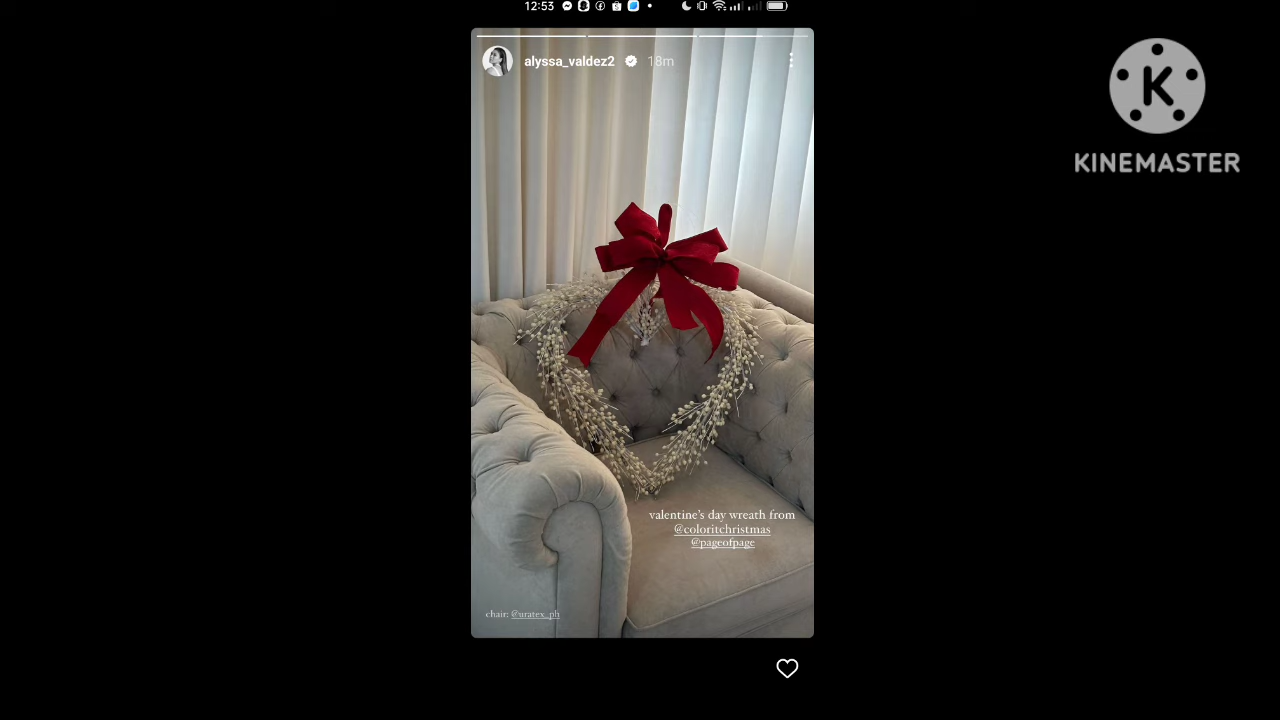 12:53
alyssa_valdez2 18m
K
KINEMASTER
valentine's day wreath from
@coloritchristmas
@pageofpage
chair: @uratex_ph